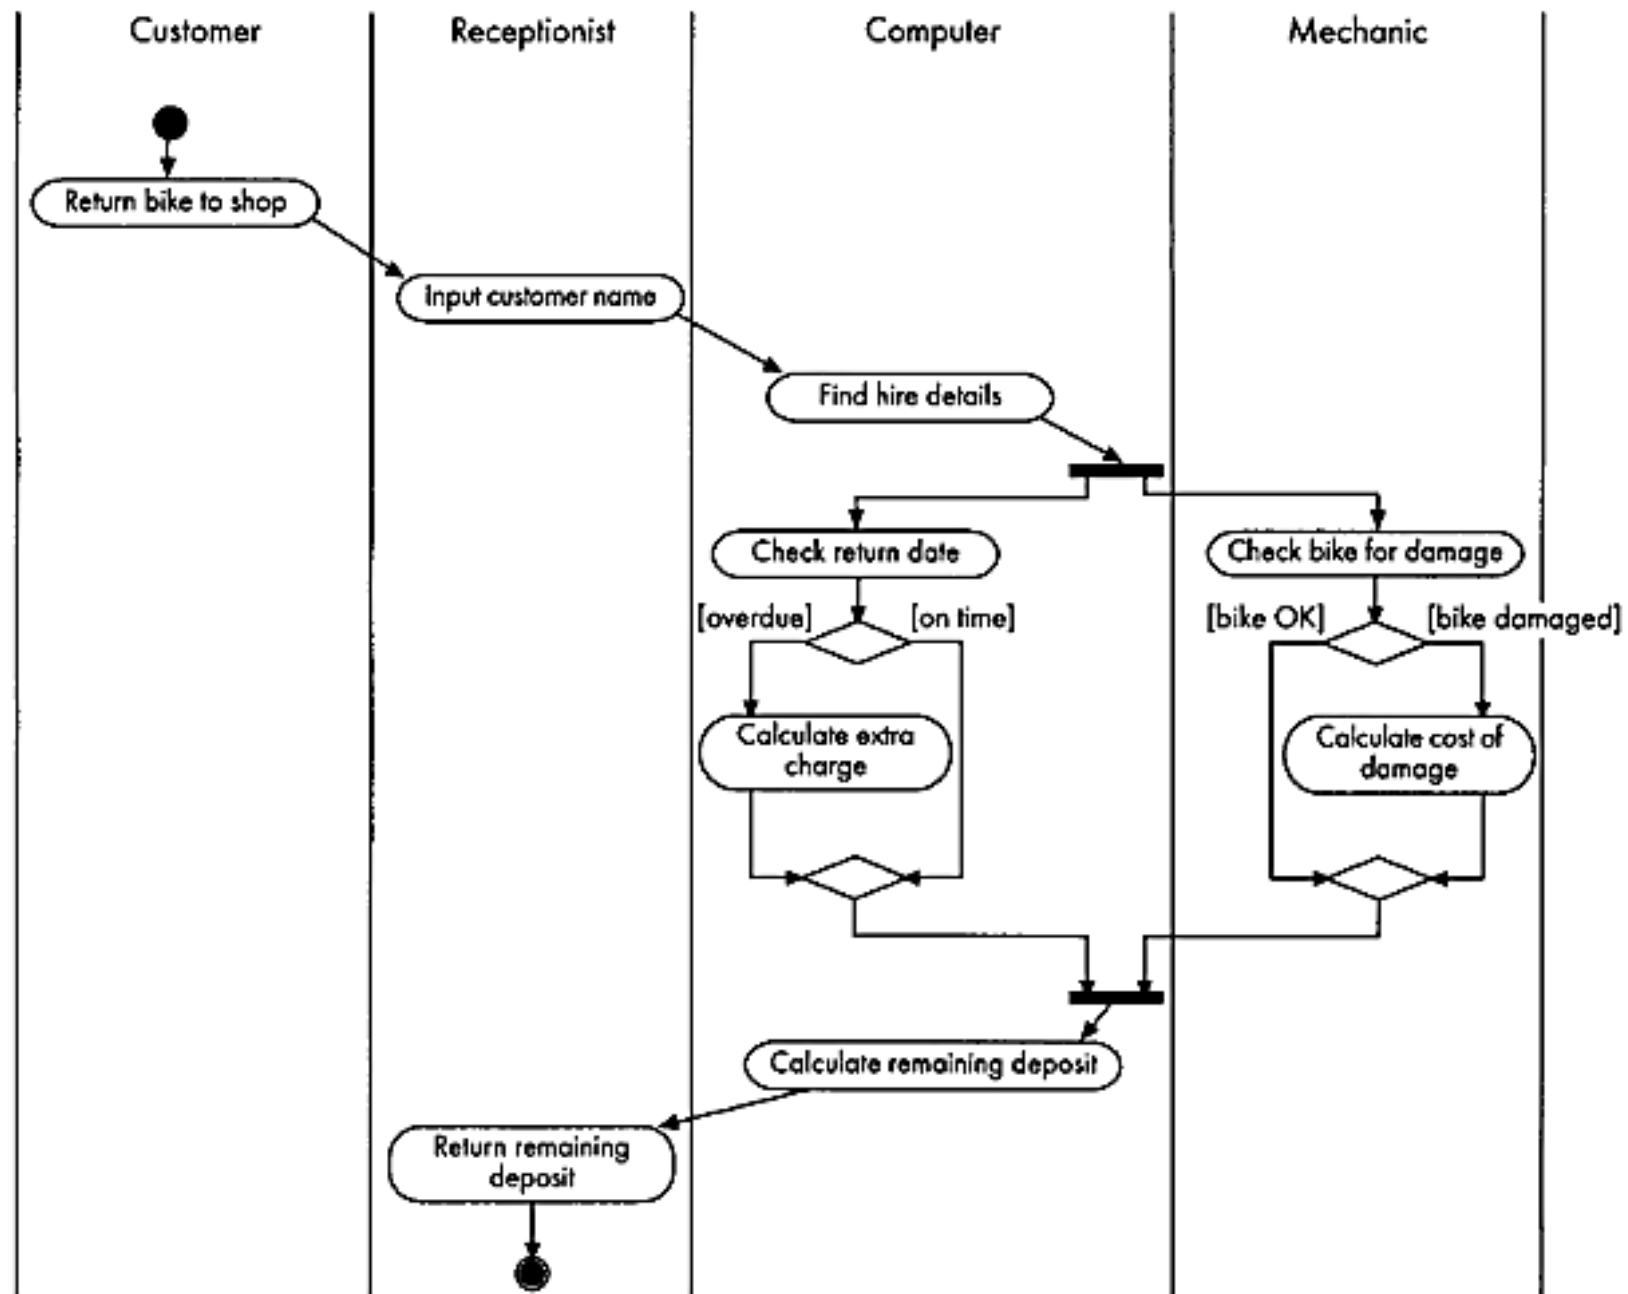 Customer
Receptionist
Computer
Mechanic
Return bike to shop
Input customer name
Find hire details
Check return date
Check bike for damage
[overdue]
[on time]
[bike OK]
[bike damaged]
Calculate extra
charge
Calculate cost of
damage
Calculate remaining deposit
Return remaining
deposit